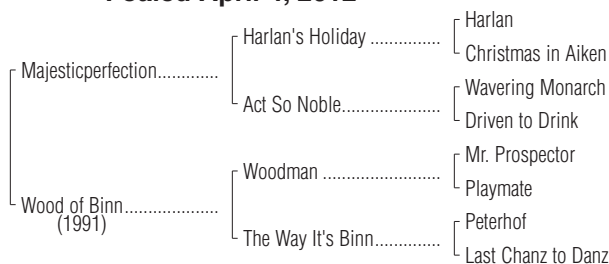 Foaled April 4, 2012
Harlan
Harlan's Holiday ...............
Christmas in Aiken
Majesticperfection.............
Wavering Monarch
Act So Noble.....................
Driven to Drink
Mr. Prospector
Woodman .........................
Playmate
Wood of Binn.....................
(1991)
Peterhof
The Way It's Binn..............
Last Chanz to Danz